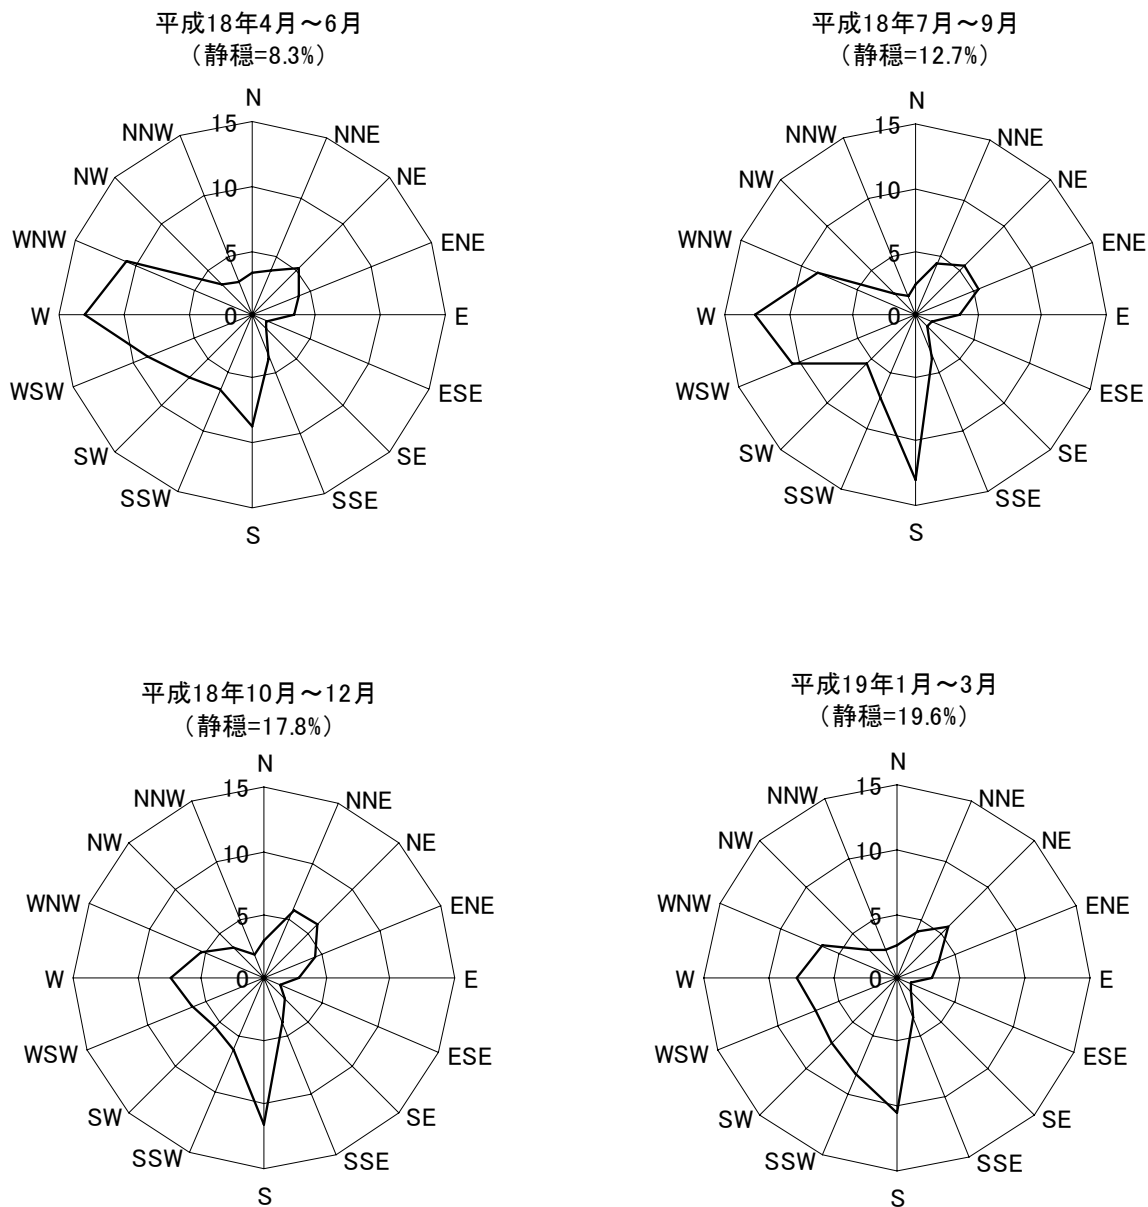 平成18年4月～6月
（静穏=8.3%）
N
NNE
NE
ENE
E
ESE
SE
SSE
S
SSW
SW
WSW
W
WNW
NW
NNW
15
10
5
0
平成18年7月～9月
（静穏=12.7%）
N
NNE
NE
ENE
E
ESE
SE
SSE
S
SSW
SW
WSW
W
WNW
NW
NNW
15
10
5
0
平成18年10月～12月
（静穏=17.8%）
N
NNE
NE
ENE
E
ESE
SE
SSE
S
SSW
SW
WSW
W
WNW
NW
NNW
15
10
5
0
平成19年1月～3月
（静穏=19.6%）
N
NNE
NE
ENE
E
ESE
SE
SSE
S
SSW
SW
WSW
W
WNW
NW
NNW
15
10
5
0